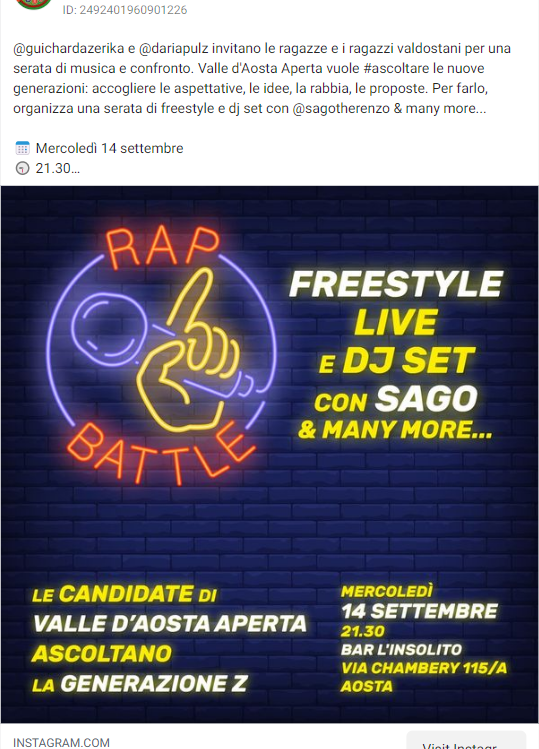 ID: 2492401960901226
@guichardazerika e @dariapulz invitano le ragazze e i ragazzi valdostani per una
serata di musica e confronto. Valle d'Aosta Aperta vuole #ascoltare le nuove
generazioni: accogliere le aspettative, le idee, la rabbia, le proposte. Per farlo,
organizza una serata di freestyle e dj set con @sagotherenzo & many more...
Mercoledì 14 settembre
21.30...
RAP
BATTLE
FREESTYLE
LIVE
E DJ SET
CON SAGO
& MANY MORE...
LE CANDIDATE DI
VALLE D'AOSTA APERTA
ASCOLTANO
LA GENERAZIONE Z
MERCOLEDÌ
14 SETTEMBRE
21.30
BAR L'INSOLITO
VIA CHAMBERY 115/A
AOSTA
INSTAGRAM.COM
Visit Instagr...